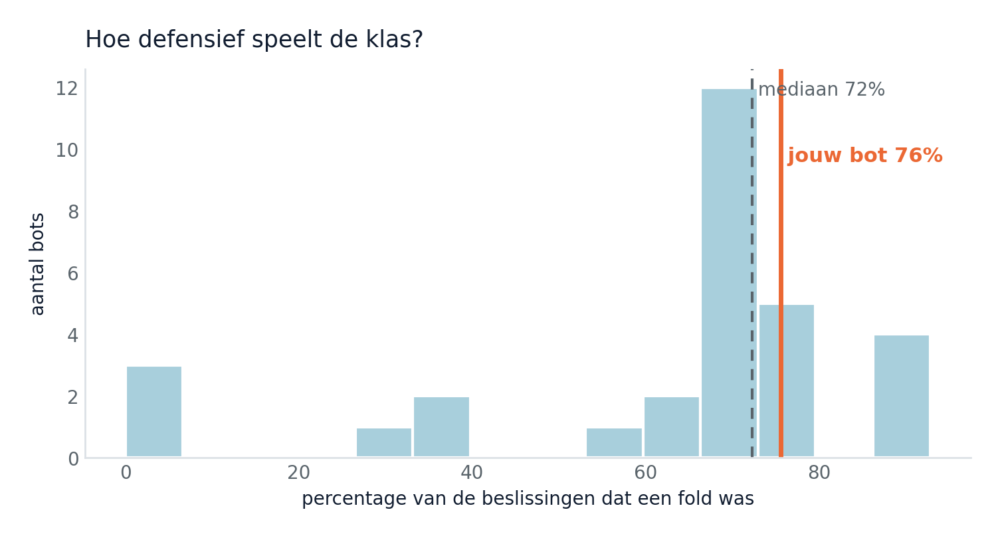 Hoe defensief speelt de klas?
mediaan 72%
jouw bot 76%
aantal bots
12
10
8
6
4
2
0
0 20 40 60 80
percentage van de beslissingen dat een fold was